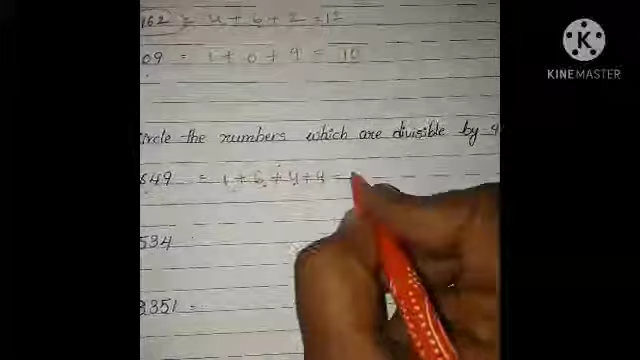 162 = 4 + 6 + 2 = 12
09 = 1 + 0 + 9 = 10
ircle the numbers which are divisible by 9
649 = 1 + 6 + 4 + 9 =
534
3351 =
K
KINEMASTER